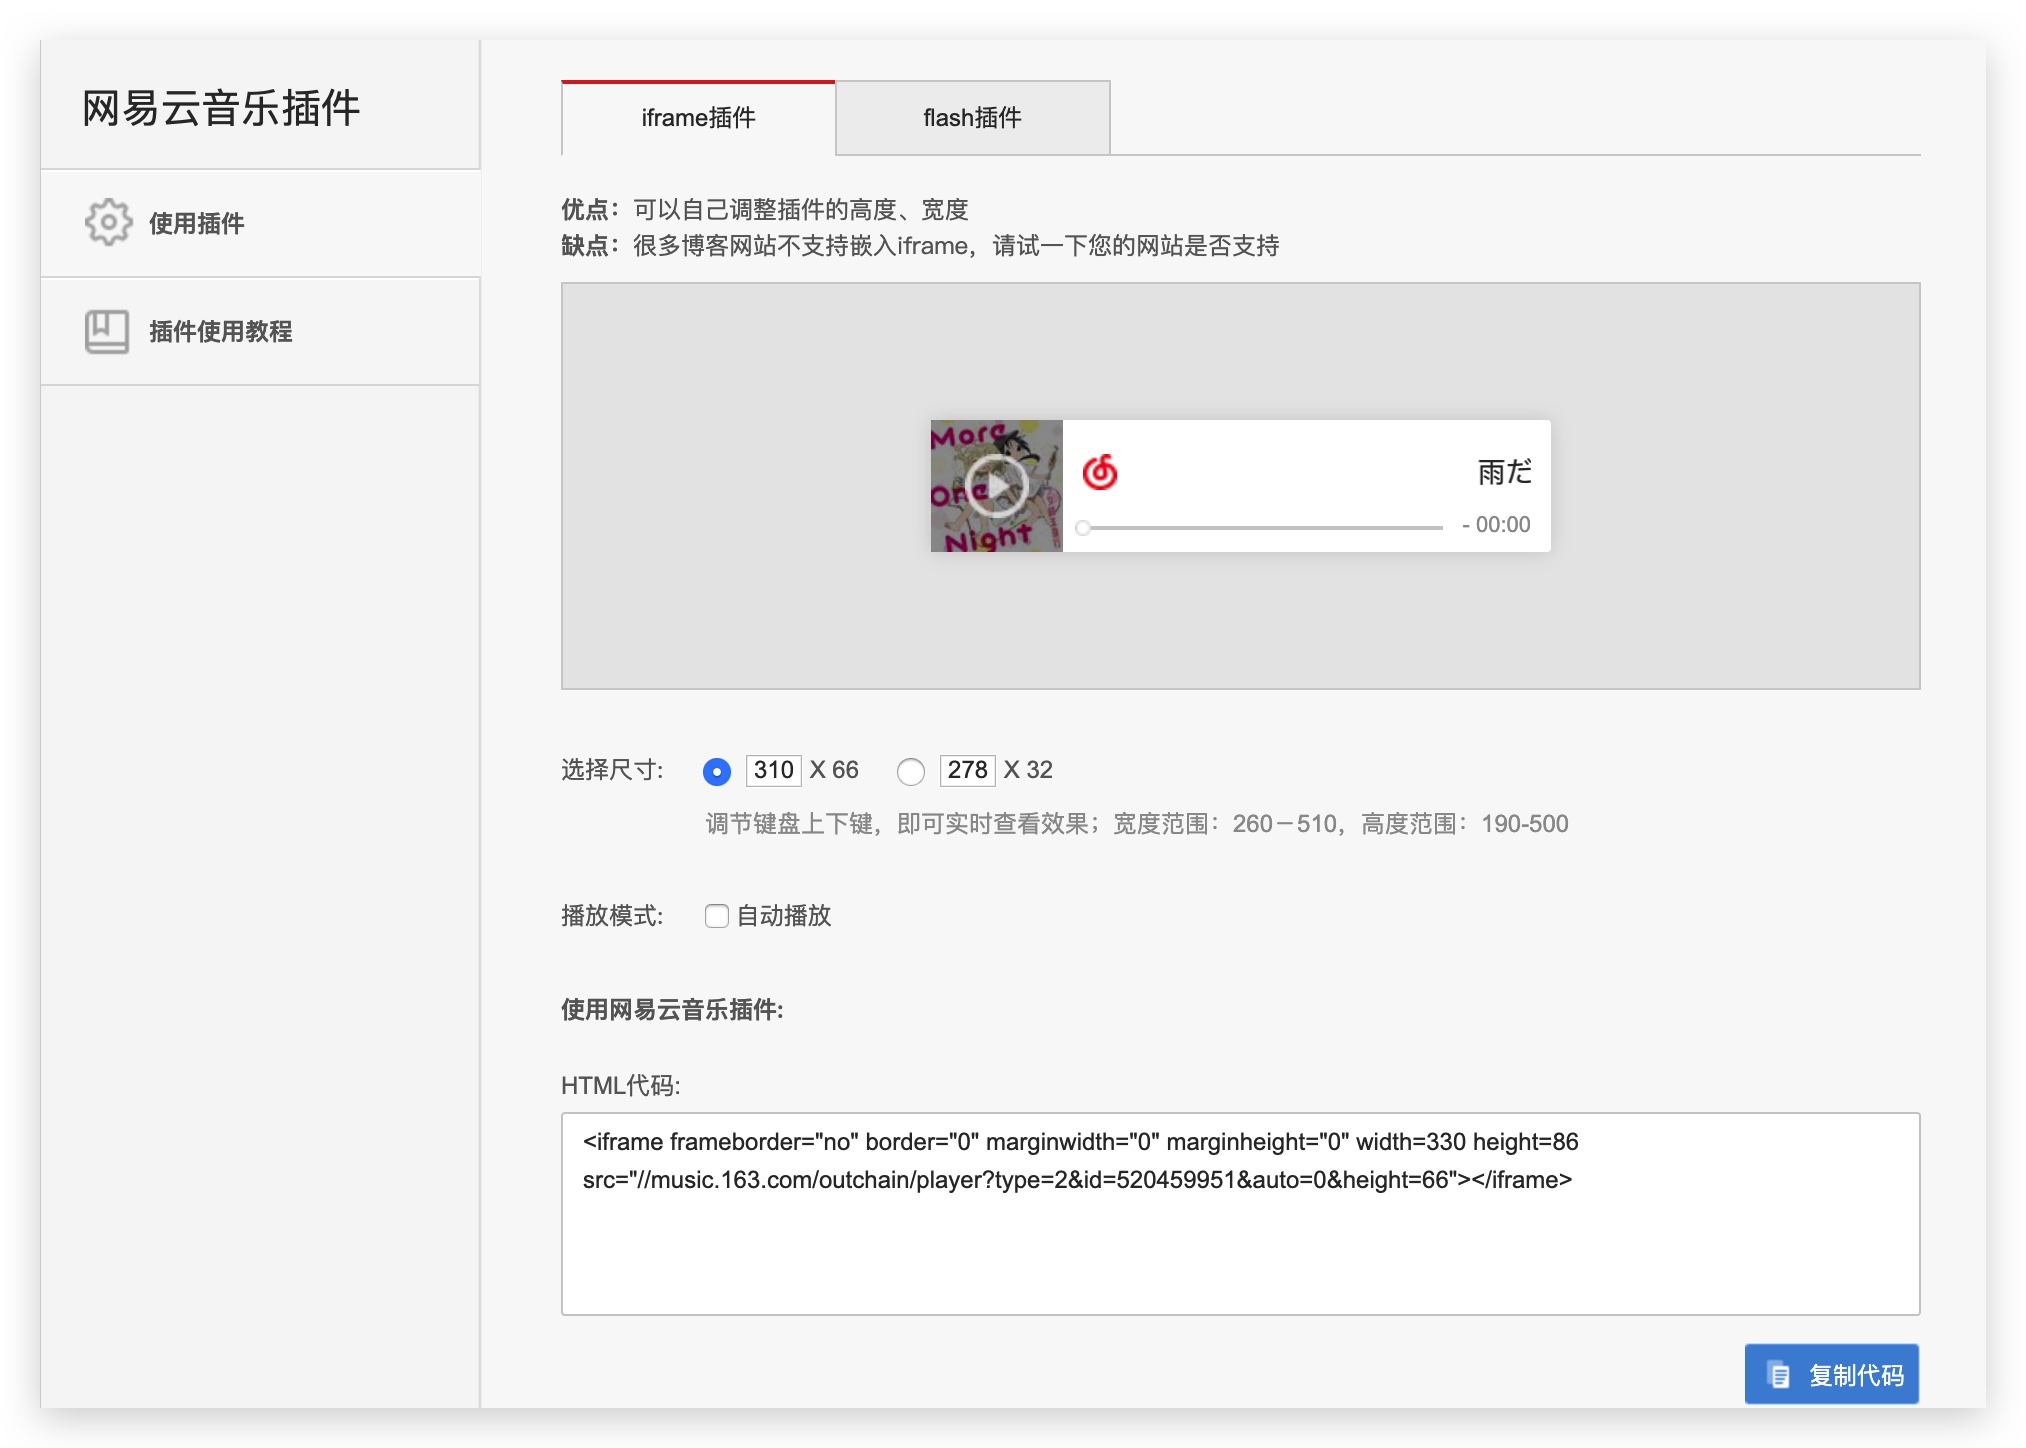 网易云音乐插件
使用插件
插件使用教程
iframe插件
flash插件
优点：可以自己调整插件的高度、宽度
缺点：很多博客网站不支持嵌入iframe，请试一下您的网站是否支持
More
One
Night
雨だ
- 00:00
选择尺寸: 310 X 66 278 X 32
调节键盘上下键，即可实时查看效果；宽度范围：260－510，高度范围：190-500
播放模式: 自动播放
使用网易云音乐插件:
HTML代码:
<iframe frameborder="no" border="0" marginwidth="0" marginheight="0" width=330 height=86
src="//music.163.com/outchain/player?type=2&id=520459951&auto=0&height=66"></iframe>
复制代码